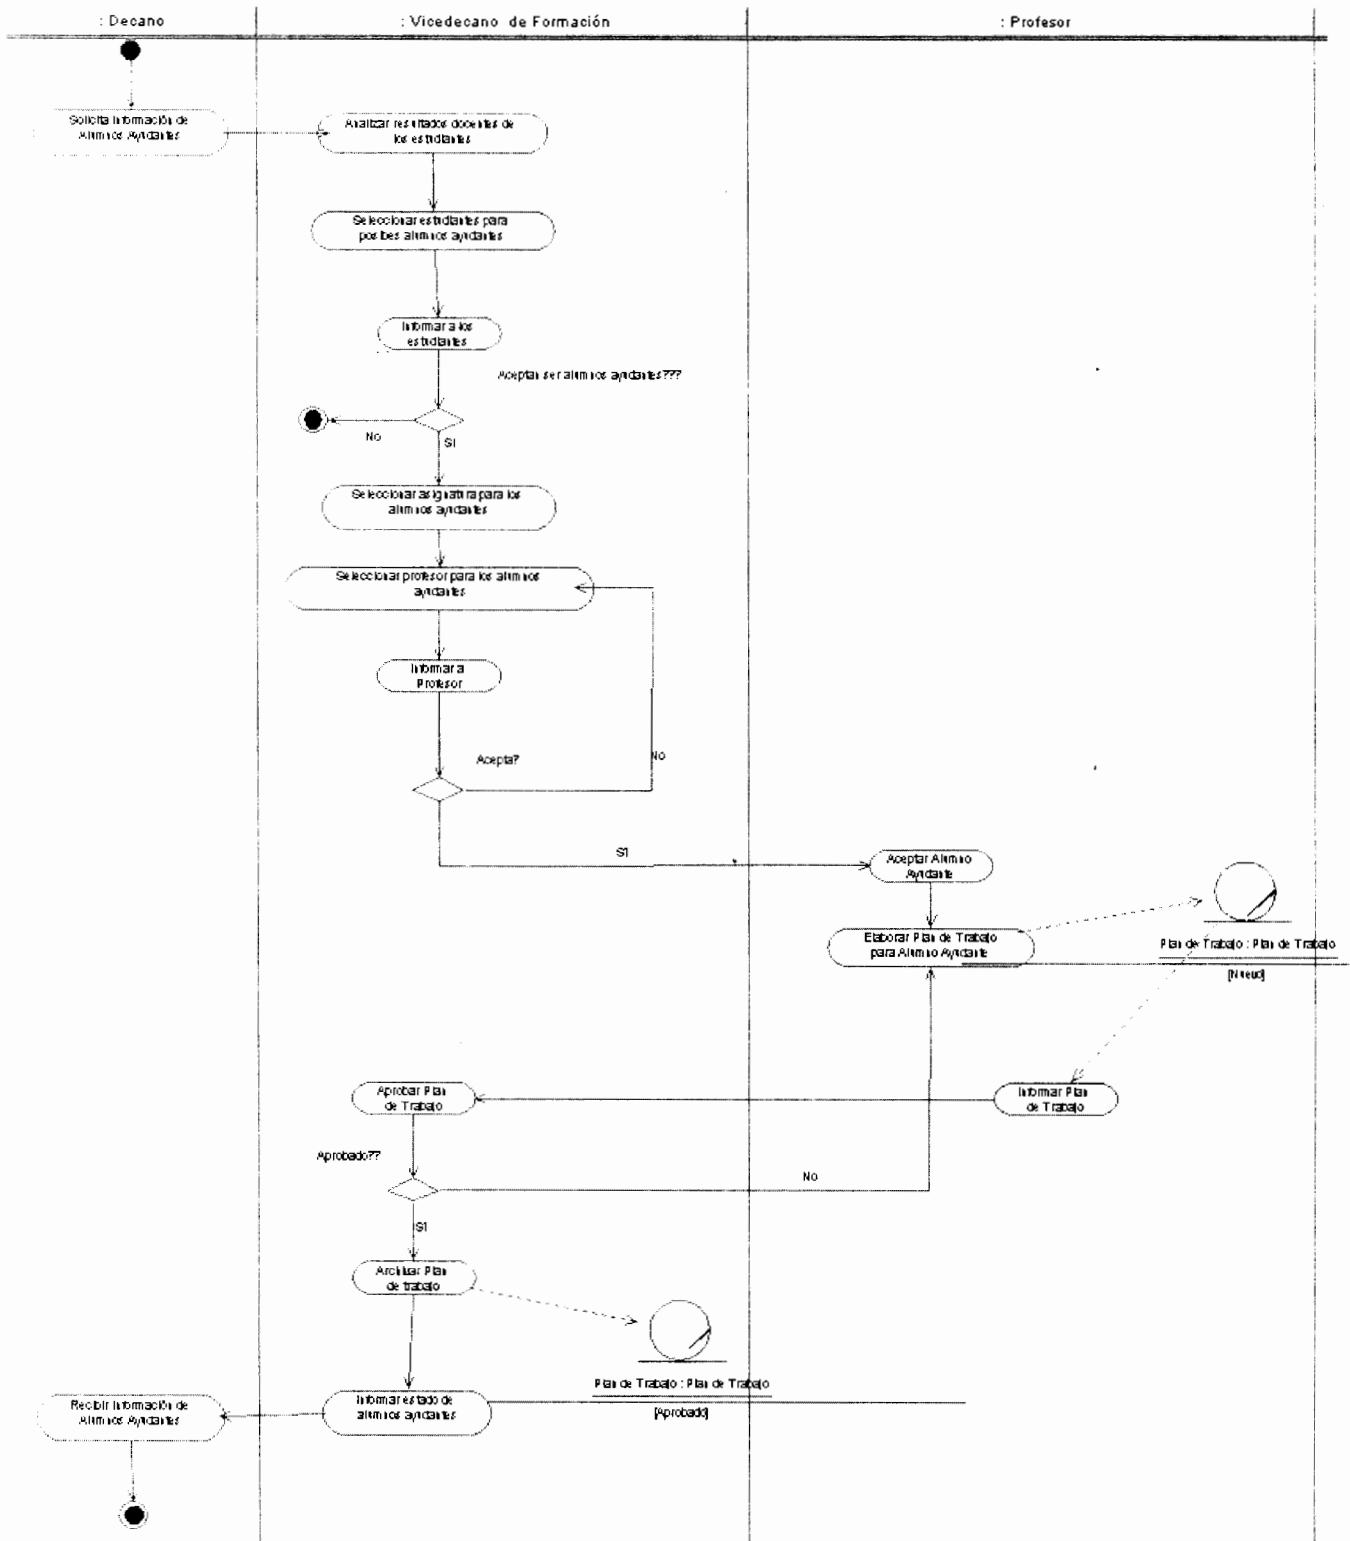 : Decano
: Vicedecano de Formación
: Profesor
Solicita Información de
Alumnos Ayudantes
Analizar resultados docentes de
los estudiantes
Seleccionar estudiantes para
posibes alumnos ayudantes
Informar a los
estudiantes
Aceptan ser alumnos ayudantes???
No
SI
Seleccionar asignatura para los
alumnos ayudantes
Seleccionar profesor para los alumnos
ayudantes
Informar a
Profesor
Acepta?
No
SI
Aceptar Alumno
Ayudante
Elaborar Plan de Trabajo
para Alumno Ayudante
Plan de Trabajo : Plan de Trabajo
[Nuevo]
Aprobar Plan
de Trabajo
Informar Plan
de Trabajo
Aprobado??
No
SI
Archivar Plan
de trabajo
Plan de Trabajo : Plan de Trabajo
[Aprobado]
Recibir Información de
Alumnos Ayudantes
Informar estado de
alumnos ayudantes